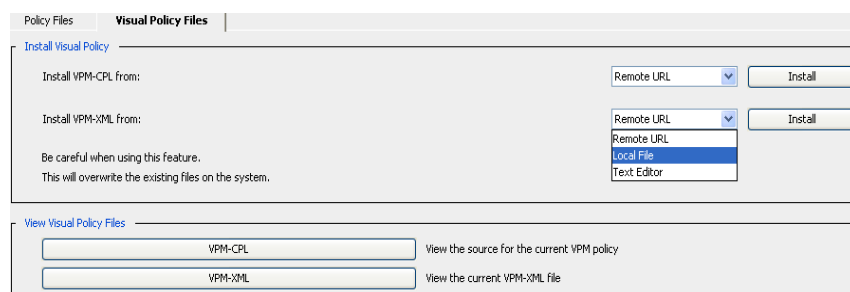 Policy Files Visual Policy Files
Install Visual Policy
Install VPM-CPL from: Remote URL Install
Install VPM-XML from: Remote URL Install
Remote URL
Local File
Text Editor
Be careful when using this feature.
This will overwrite the existing files on the system.
View Visual Policy Files
VPM-CPL View the source for the current VPM policy
VPM-XML View the current VPM-XML file